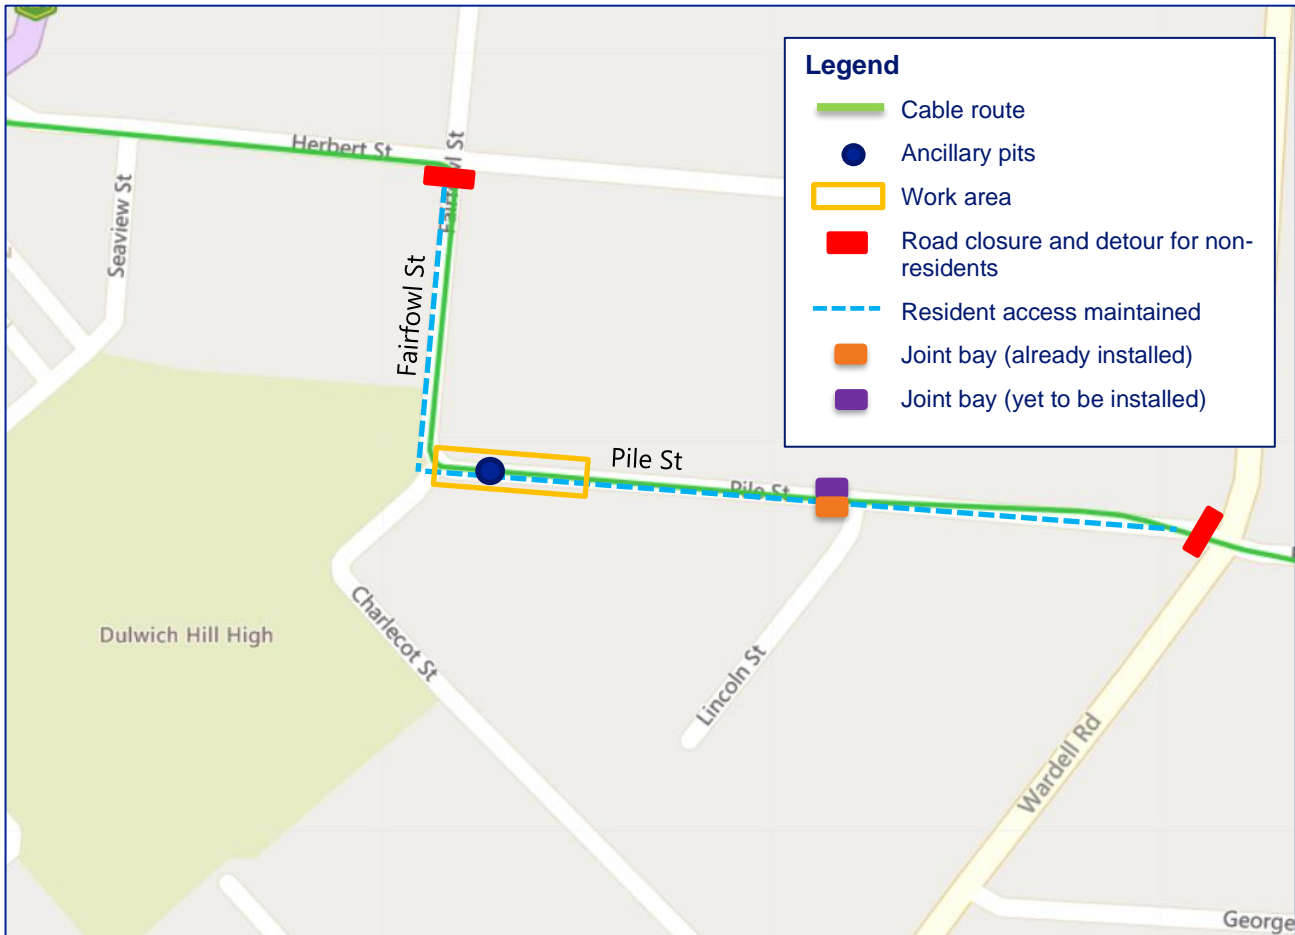 Legend
Cable route
Ancillary pits
Work area
Road closure and detour for non-
residents
Resident access maintained
Joint bay (already installed)
Joint bay (yet to be installed)
Herbert St
Fairfowl St
Seaview St
Fairfowl St
Pile St
Pile St
Dulwich Hill High
Charlecot St
Lincoln St
Wardell Rd
George